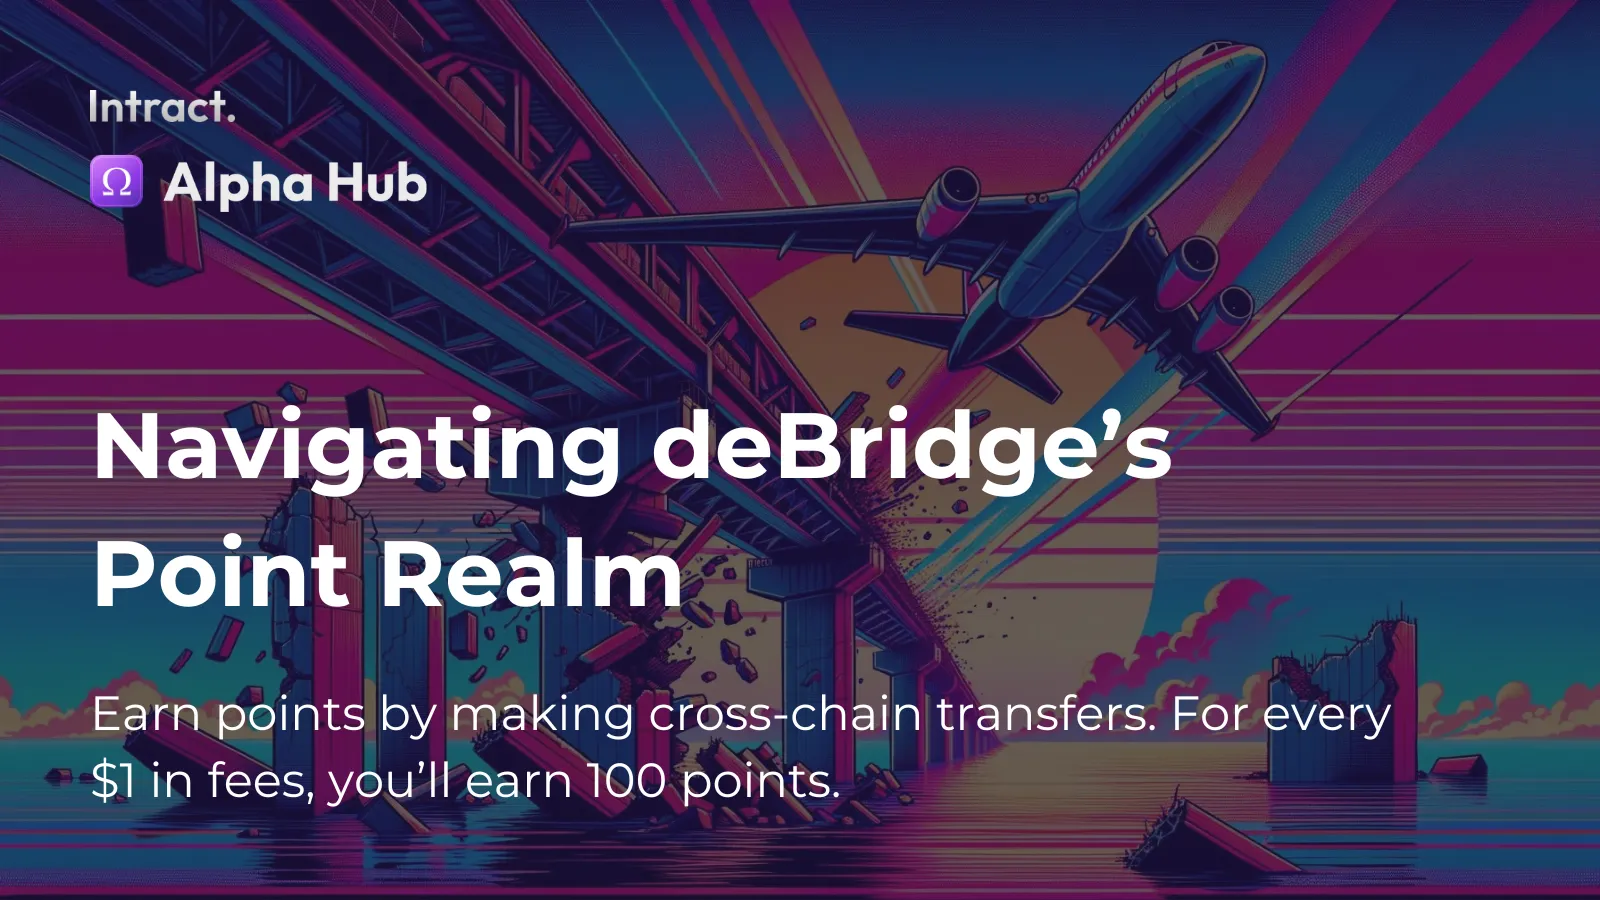 Intract.
Ω Alpha Hub
Navigating deBridge’s
Point Realm
Earn points by making cross-chain transfers. For every
$1 in fees, you’ll earn 100 points.